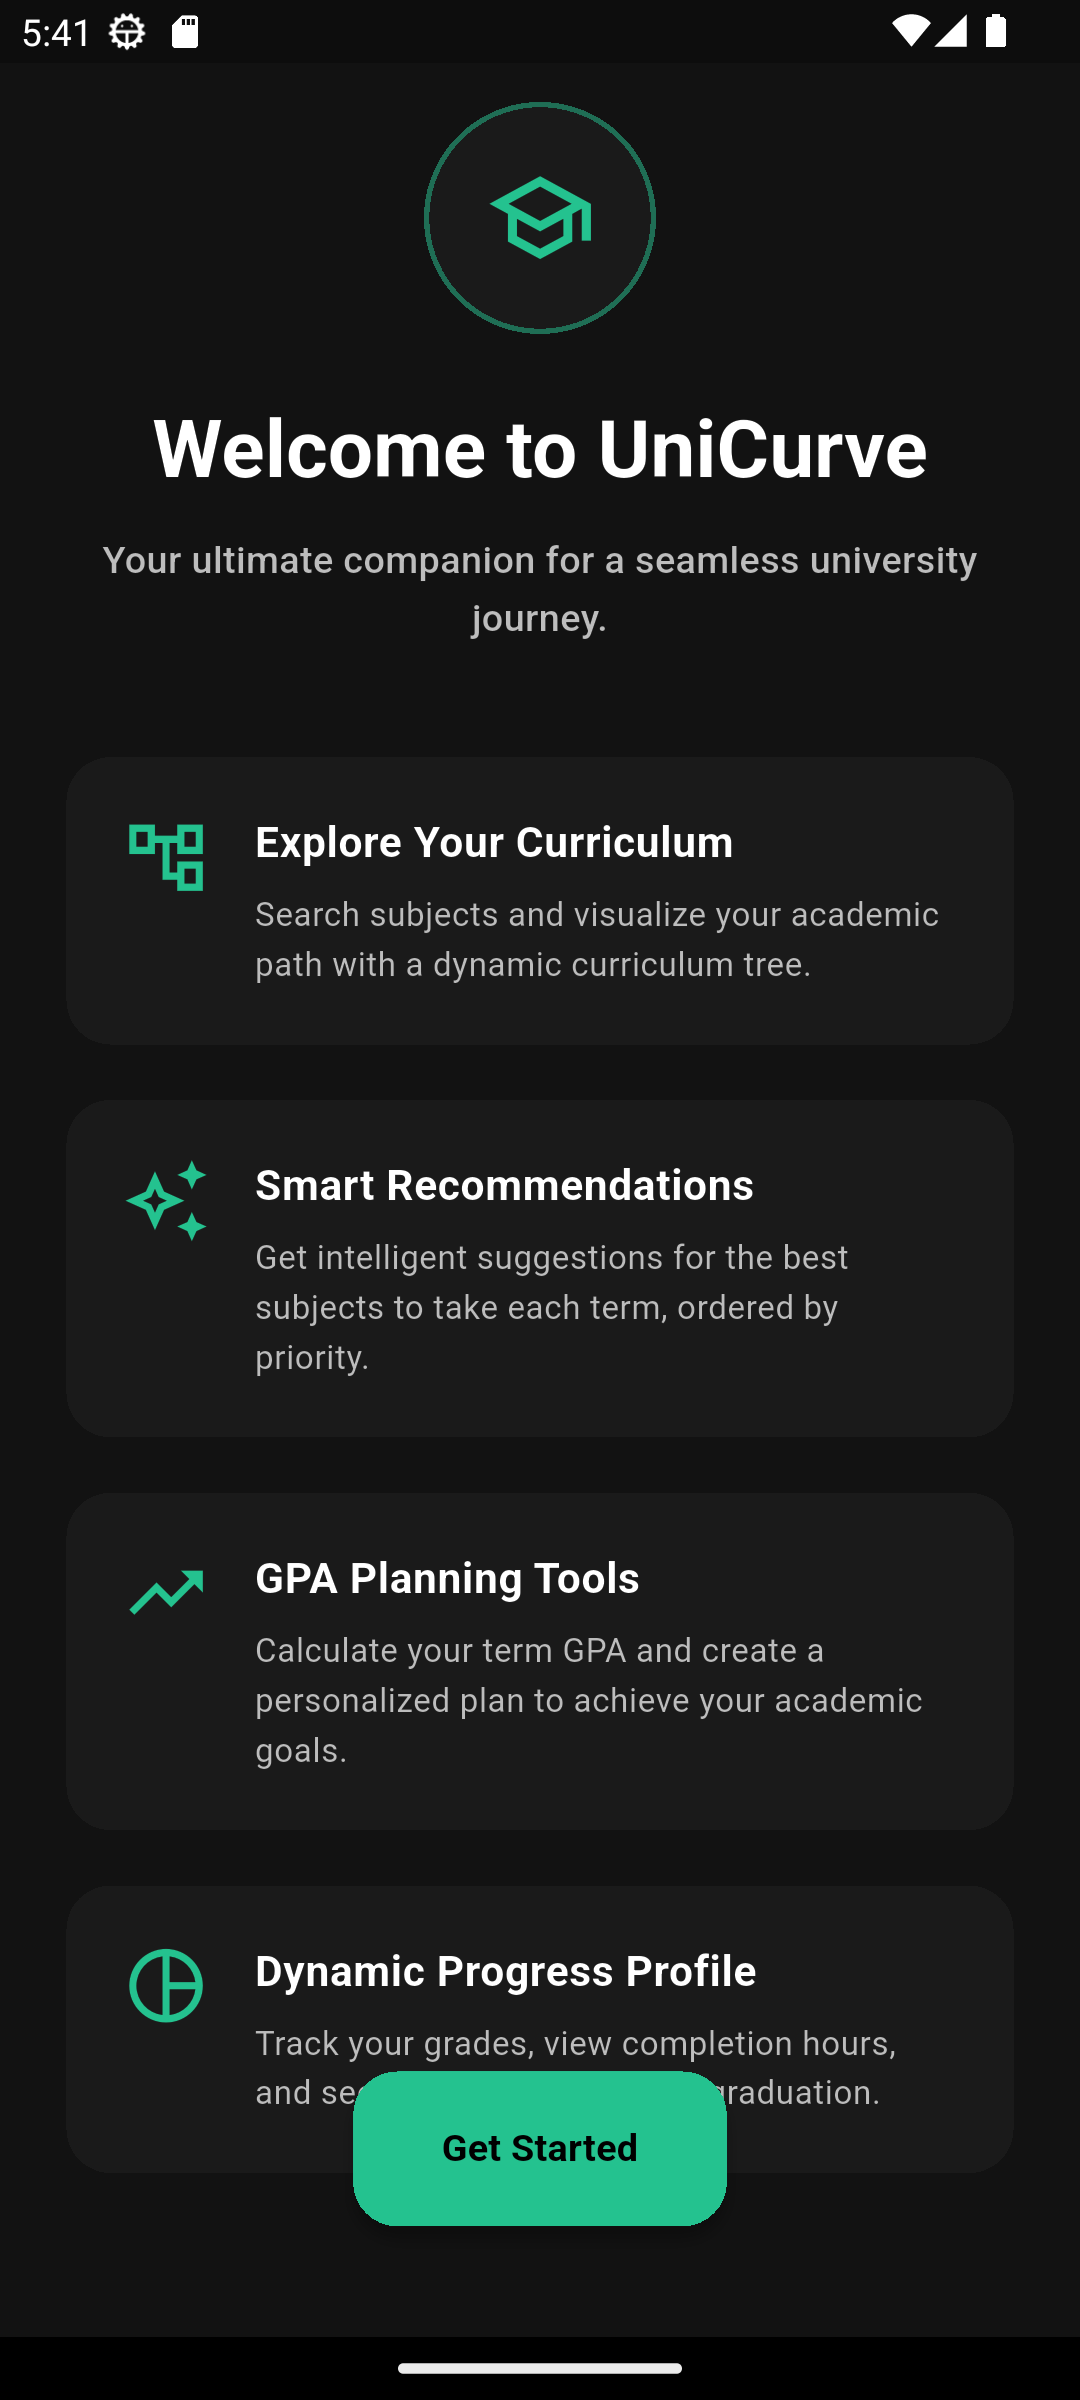 5:41
Welcome to UniCurve
Your ultimate companion for a seamless university
journey.
Explore Your Curriculum
Search subjects and visualize your academic
path with a dynamic curriculum tree.
Smart Recommendations
Get intelligent suggestions for the best
subjects to take each term, ordered by
priority.
GPA Planning Tools
Calculate your term GPA and create a
personalized plan to achieve your academic
goals.
Dynamic Progress Profile
Track your grades, view completion hours,
and graduation.
Get Started